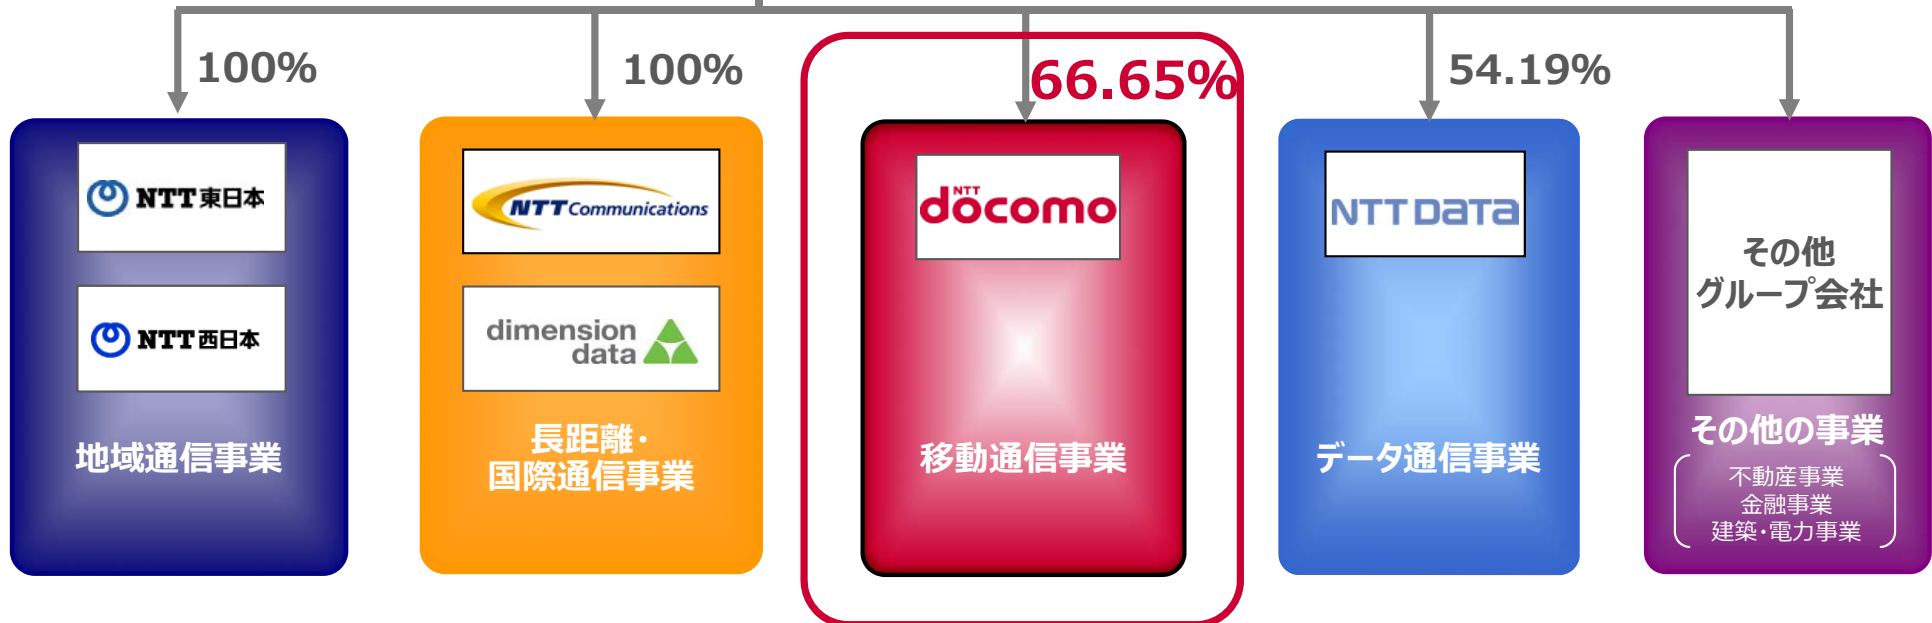 100%
100%
66.65%
54.19%
NTT東日本
NTT西日本
地域通信事業
NTT Communications
dimension
data
長距離・
国際通信事業
NTT
docomo
移動通信事業
NTT DATA
データ通信事業
その他
グループ会社
その他の事業
不動産事業
金融事業
建築・電力事業